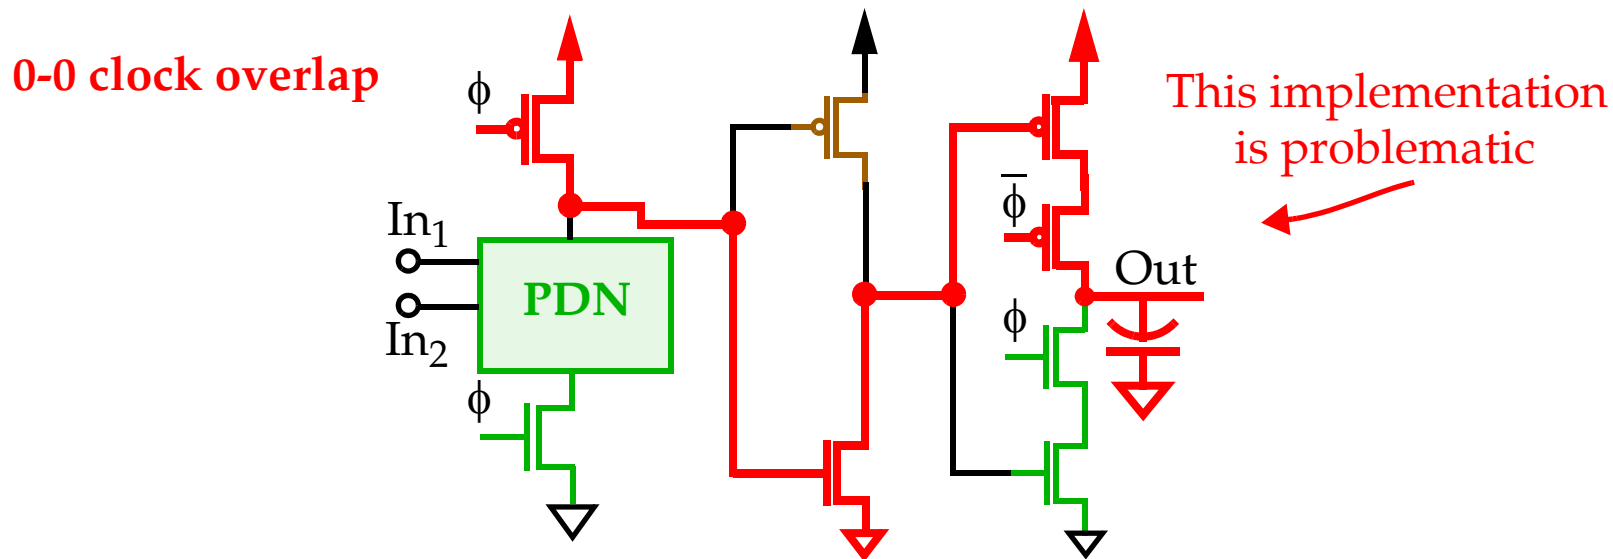 0-0 clock overlap
ϕ
This implementation
is problematic
ϕ̅
In₁
Out
PDN
ϕ
In₂
ϕ